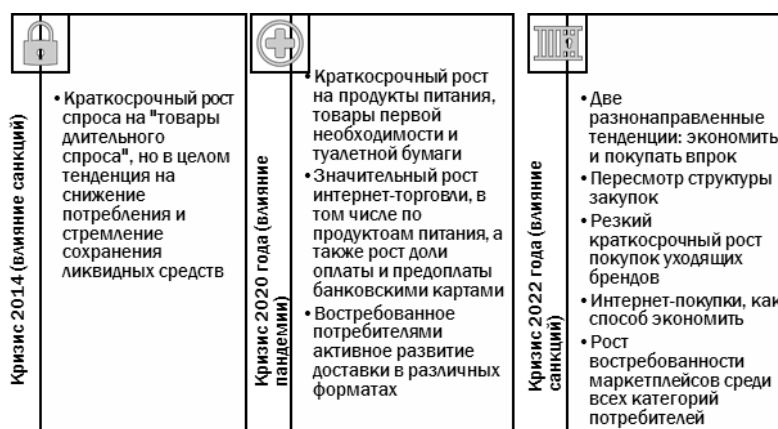 Кризис 2014 (влияние санкций)
• Краткосрочный рост
спроса на "товары
длительного
спроса", но в целом
тенденция на
снижение
потребления и
стремление
сохранения
ликвидных средств
Кризис 2020 года (влияние
пандемии)
• Краткосрочный рост
на продукты питания,
товары первой
необходимости и
туалетной бумаги
• Значительный рост
интернет-торговли, в
том числе по
продуктоам питания, а
также рост доли
оплаты и предоплаты
банковскими картами
• Востребованное
потребителями
активное развитие
доставки в различных
форматах
Кризис 2022 года (влияние
санкций)
• Две
разнонаправленные
тенденции: экономить
и покупать впрок
• Пересмотр структуры
закупок
• Резкий
краткосрочный рост
покупок уходящих
брендов
• Интернет-покупки, как
способ экономить
• Рост
востребованности
маркетплейсов среди
всех категорий
потребителей